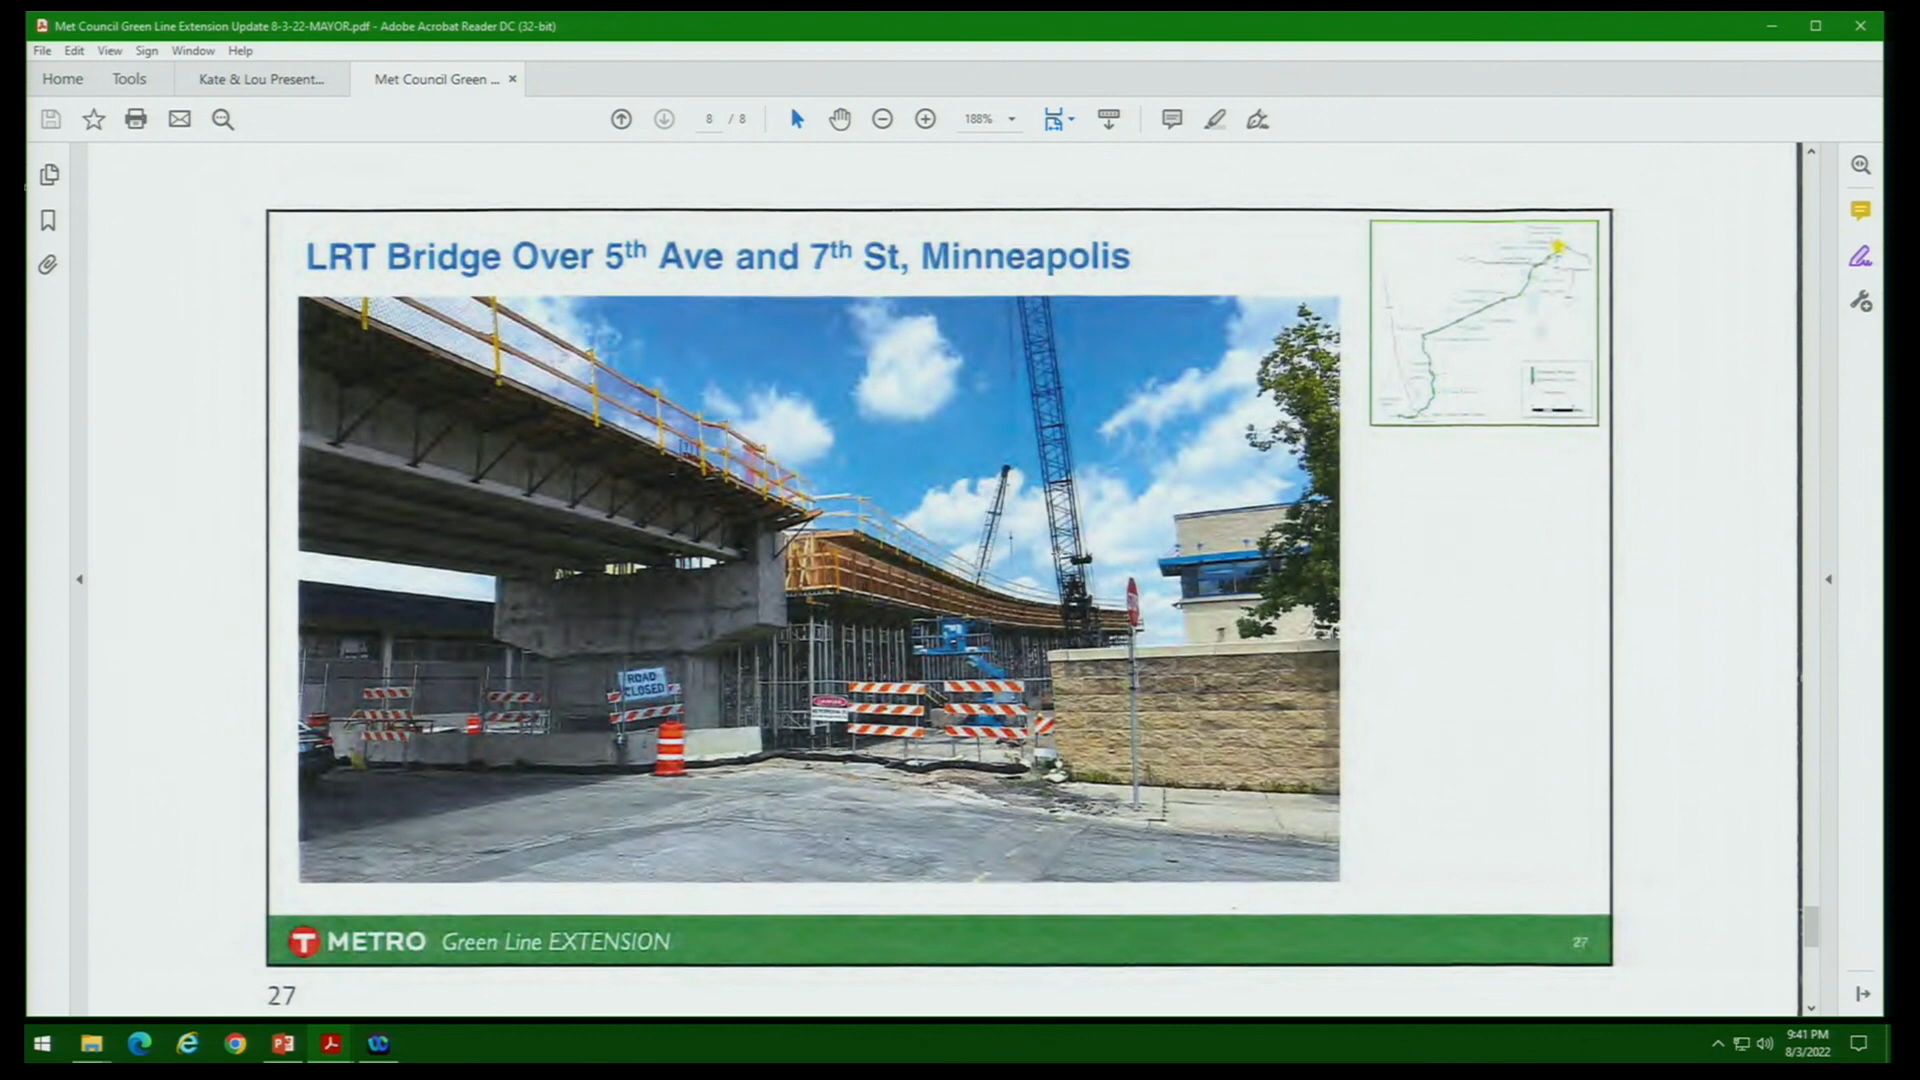 Met Council Green Line Extension Update 8-3-22-MAYOR.pdf - Adobe Acrobat Reader DC (32-bit)
File Edit View Sign Window Help
Home Tools Kate & Lou Present... Met Council Green ... ×
8 / 8 188%
LRT Bridge Over 5th Ave and 7th St, Minneapolis
ROAD
CLOSED
T METRO Green Line EXTENSION 27
27
9:41 PM
8/3/2022